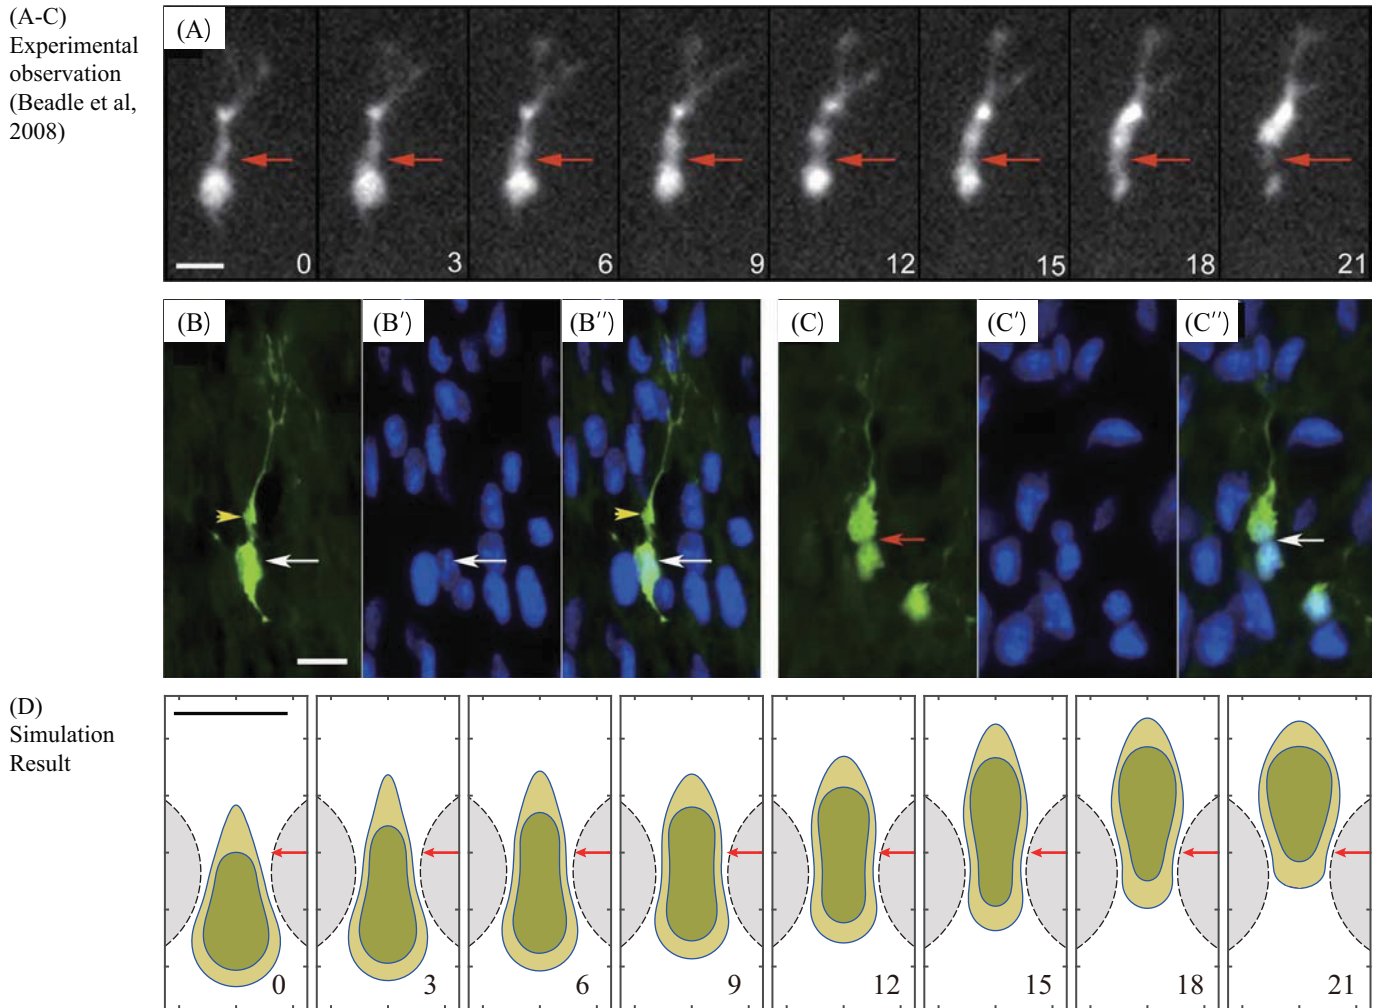 (A-C)
Experimental
observation
(Beadle et al,
2008)
(A)
0 3 6 9 12 15 18 21
(B) (B′) (B′′) (C) (C′) (C′′)
(D)
Simulation
Result
0 3 6 9 12 15 18 21